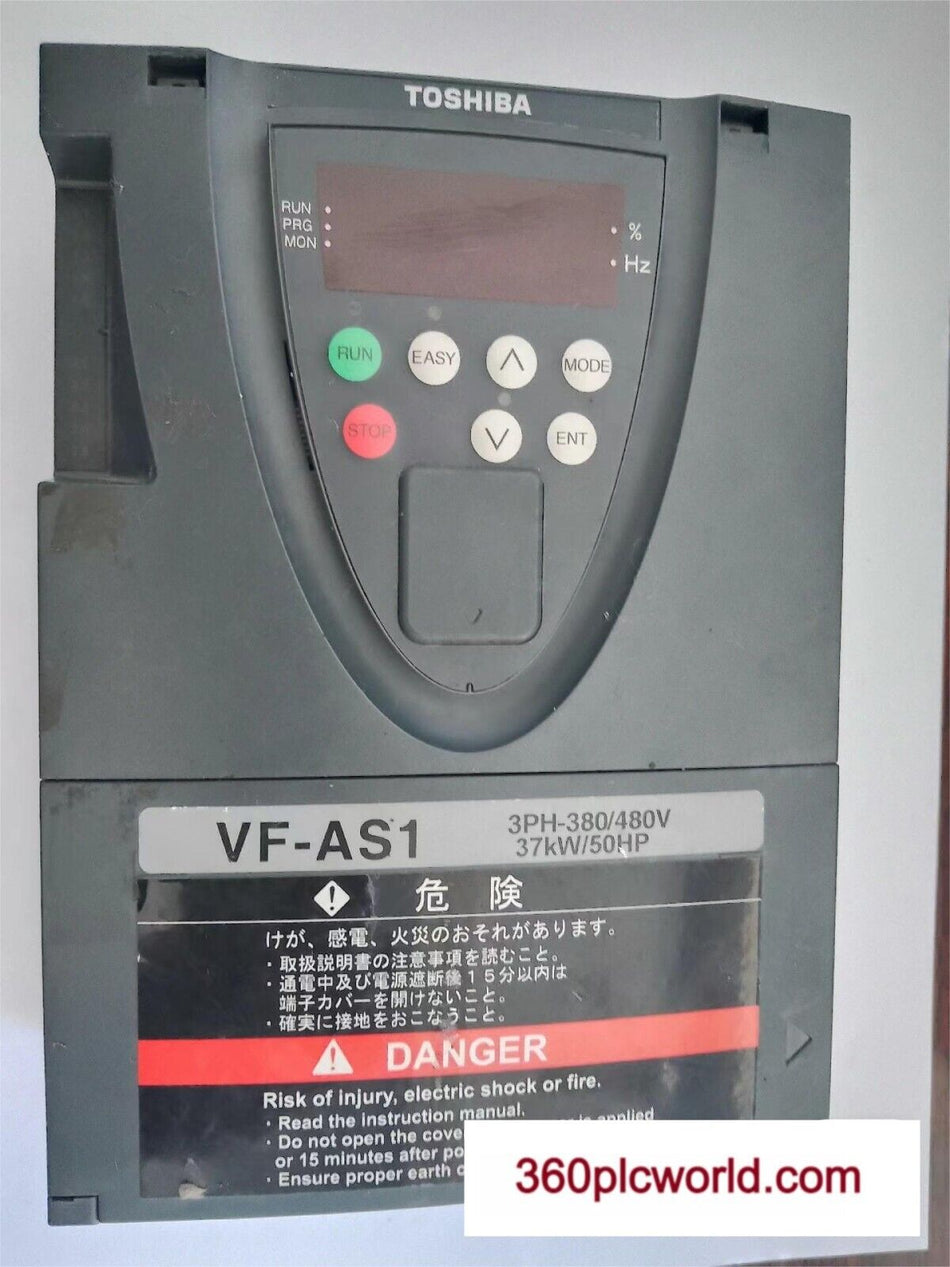 TOSHIBA
RUN
PRG
MON
%
Hz
RUN
EASY
MODE
STOP
ENT
VF-AS1
3PH-380/480V
37kW/50HP
危 険
けが、感電、火災のおそれがあります。
・取扱説明書の注意事項を読むこと。
・通電中及び電源遮断後15分以内は
端子カバーを開けないこと。
・確実に接地をおこなうこと。
DANGER
Risk of injury, electric shock or fire.
・Read the instruction manual.
・Do not open the cove is applied
or 15 minutes after po
・Ensure proper earth
360plcworld.com